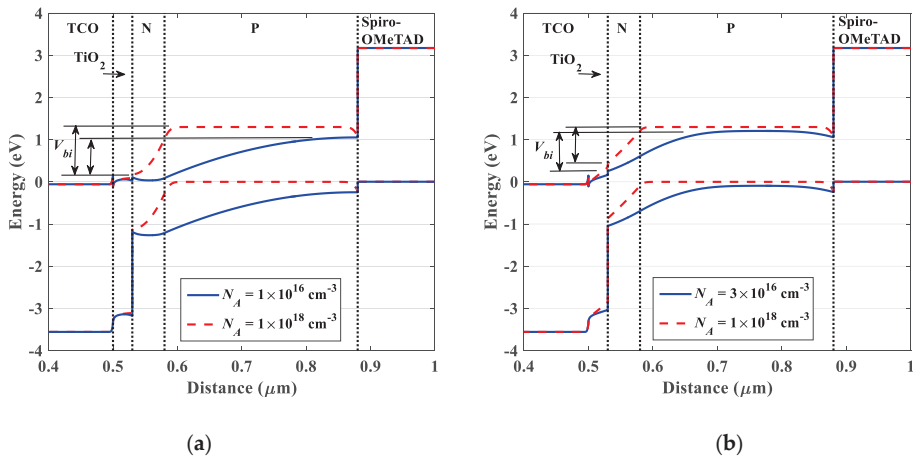 TCO
N
P
Spiro-
OMeTAD
TiO2
Vbi
Energy (eV)
4
3
2
1
0
-1
-2
-3
-4
NA = 1×10^16 cm^-3
NA = 1×10^18 cm^-3
0.4
0.5
0.6
0.7
0.8
0.9
1
Distance (μm)
(a)
TCO
N
P
Spiro-
OMeTAD
TiO2
Vbi
Energy (eV)
4
3
2
1
0
-1
-2
-3
-4
NA = 3×10^16 cm^-3
NA = 1×10^18 cm^-3
0.4
0.5
0.6
0.7
0.8
0.9
1
Distance (μm)
(b)